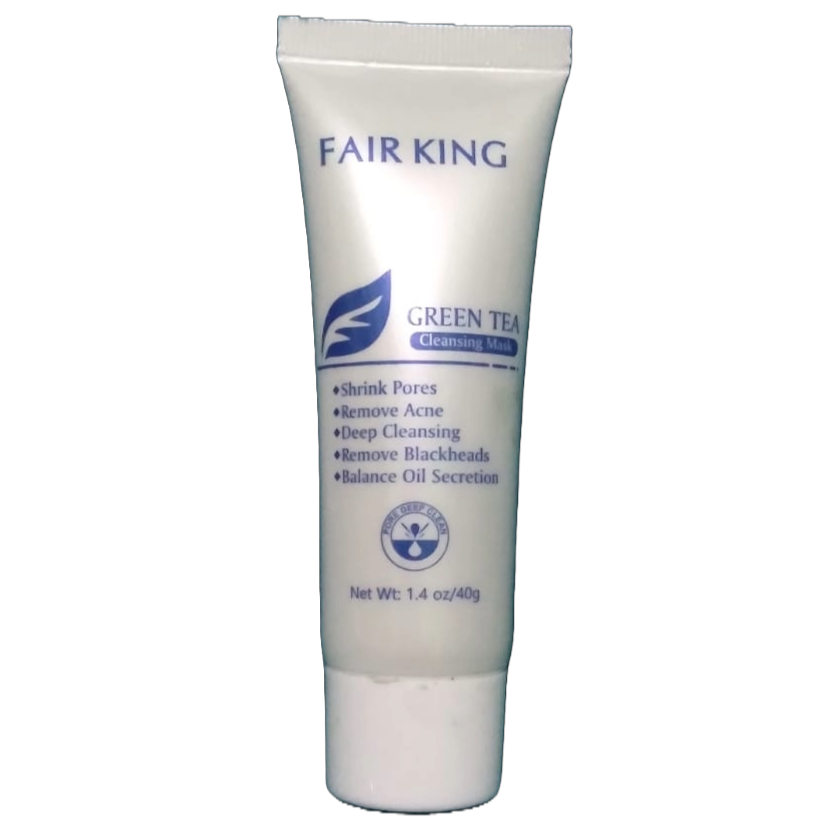 FAIR KING
GREEN TEA
Cleansing Mask
♦Shrink Pores
♦Remove Acne
♦Deep Cleansing
♦Remove Blackheads
♦Balance Oil Secretion
PORE DEEP CLEAN
Net Wt: 1.4 oz/40g